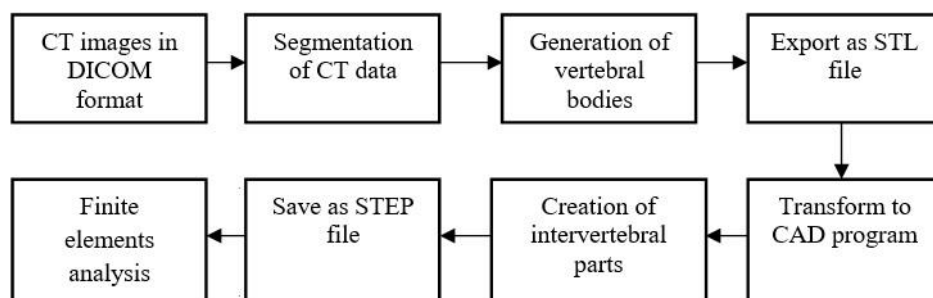 CT images in
DICOM
format
Segmentation
of CT data
Generation of
vertebral
bodies
Export as STL
file
Transform to
CAD program
Creation of
intervertebral
parts
Save as STEP
file
Finite
elements
analysis